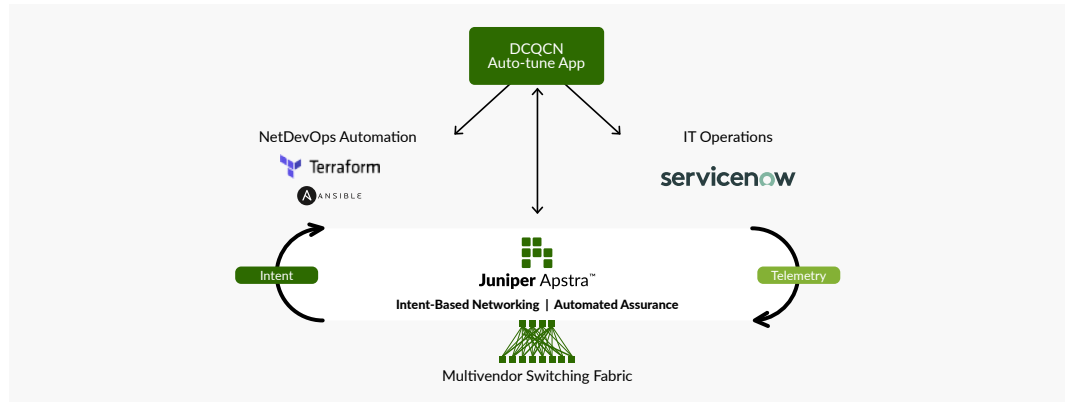 DCQCN
Auto-tune App
NetDevOps Automation
IT Operations
Terraform
servicenow
A ANSIBLE
Intent
Juniper Apstra™
Telemetry
Intent-Based Networking | Automated Assurance
Multivendor Switching Fabric